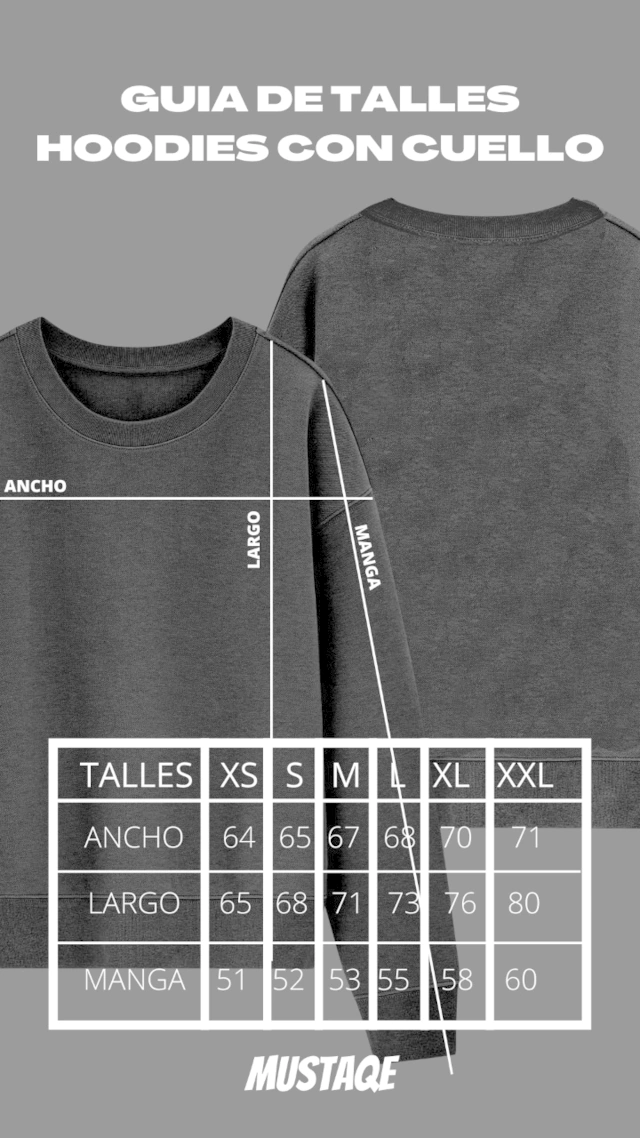 GUIA DE TALLES
HOODIES CON CUELLO
ANCHO
LARGO
MANGA
TALLES XS S M L XL XXL
ANCHO 64 65 67 68 70 71
LARGO 65 68 71 73 76 80
MANGA 51 52 53 55 58 60
MUSTAQE